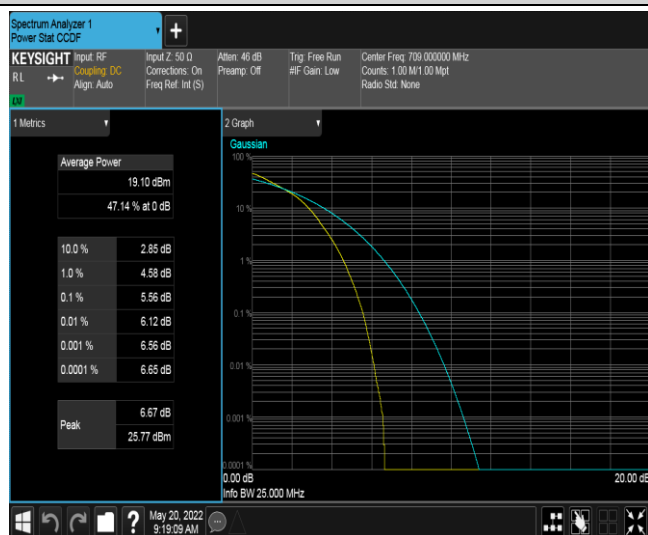 Spectrum Analyzer 1
Power Stat CCDF
+
KEYSIGHT
RL
LXI
Input: RF
Coupling: DC
Align: Auto
Input Z: 50 Ω
Corrections: On
Freq Ref: Int (S)
Atten: 46 dB
Preamp: Off
Trig: Free Run
#IF Gain: Low
Center Freq: 709.000000 MHz
Counts: 1.00 M/1.00 Mpt
Radio Std: None
1 Metrics
Average Power
19.10 dBm
47.14 % at 0 dB
10.0 % 2.85 dB
1.0 % 4.58 dB
0.1 % 5.56 dB
0.01 % 6.12 dB
0.001 % 6.56 dB
0.0001 % 6.65 dB
Peak
6.67 dB
25.77 dBm
2 Graph
Gaussian
100 %
10 %
1 %
0.1 %
0.01 %
0.001 %
0.0001 %
0.00 dB 20.00 dB
Info BW 25.000 MHz
?
May 20, 2022
9:19:09 AM